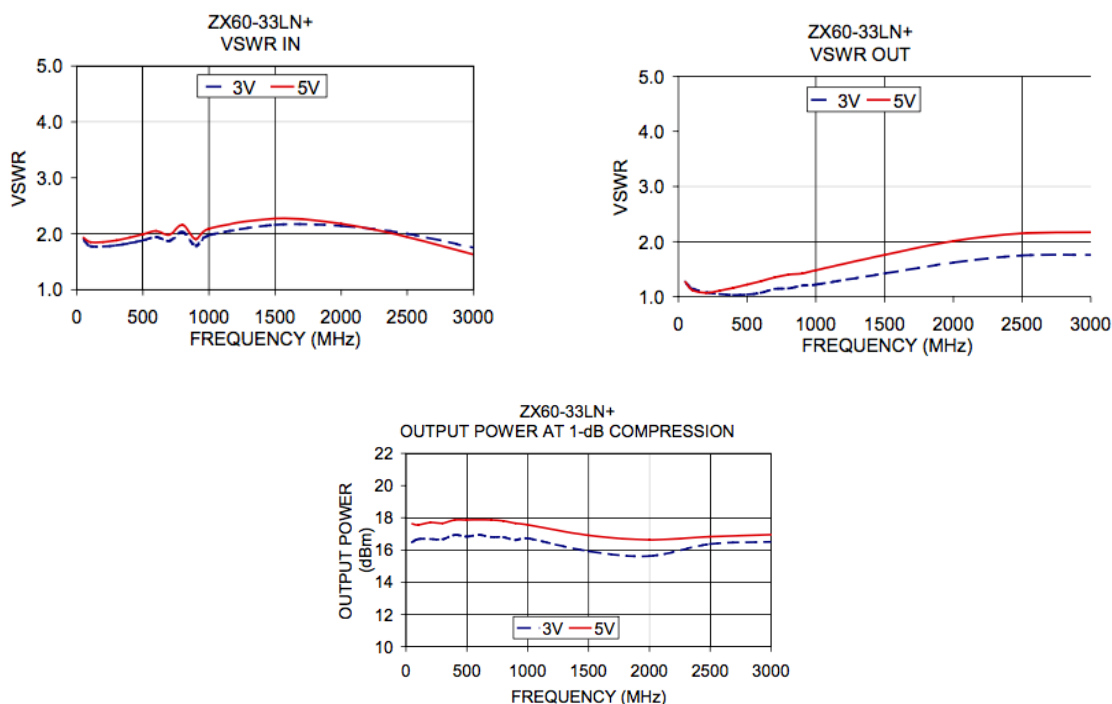 ZX60-33LN+
VSWR IN
5.0
4.0
3.0
2.0
1.0
VSWR
3V 5V
0 500 1000 1500 2000 2500 3000
FREQUENCY (MHz)
ZX60-33LN+
VSWR OUT
5.0
4.0
3.0
2.0
1.0
VSWR
3V 5V
0 500 1000 1500 2000 2500 3000
FREQUENCY (MHz)
ZX60-33LN+
OUTPUT POWER AT 1-dB COMPRESSION
22
20
18
16
14
12
10
OUTPUT POWER
(dBm)
3V 5V
0 500 1000 1500 2000 2500 3000
FREQUENCY (MHz)